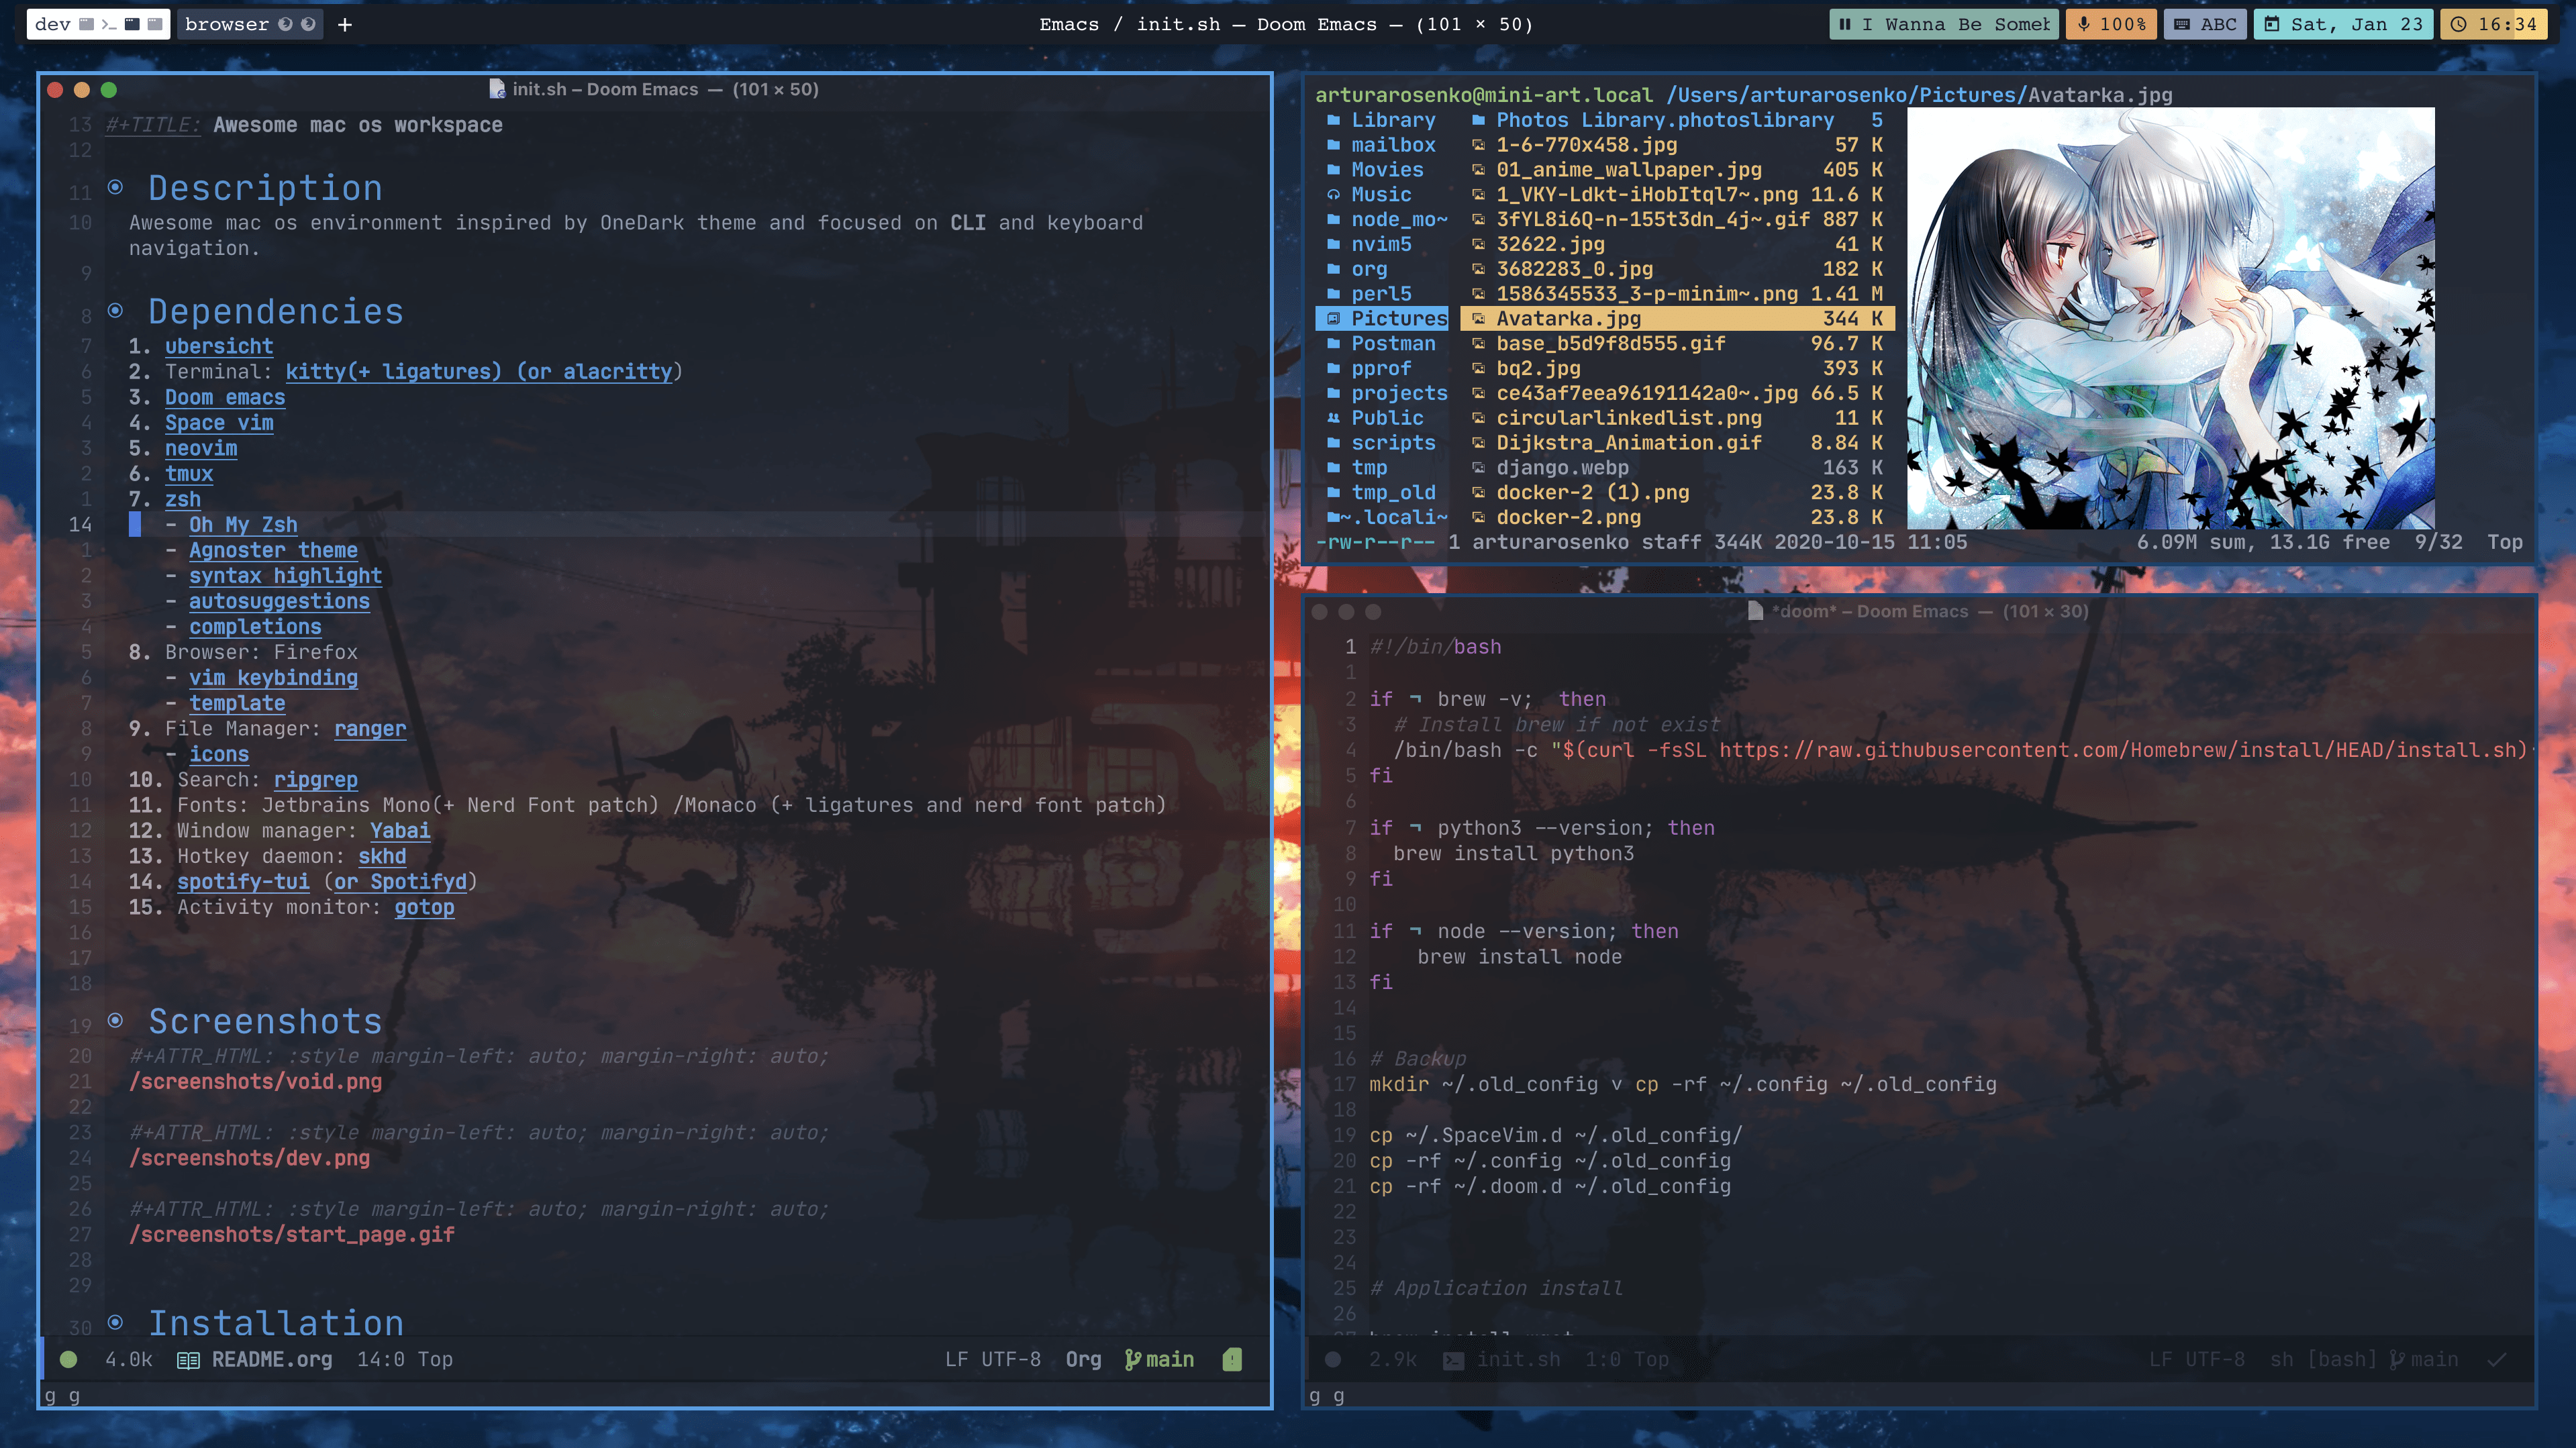 dev browser +
Emacs / init.sh – Doom Emacs — (101 × 50)
I Wanna Be Some 100% ABC Sat, Jan 23 16:34
init.sh – Doom Emacs — (101 × 50)
13 #+TITLE: Awesome mac os workspace
12
11 Description
10 Awesome mac os environment inspired by OneDark theme and focused on CLI and keyboard
navigation.
9
8 Dependencies
7 1. ubersicht
6 2. Terminal: kitty(+ ligatures) (or alacritty)
5 3. Doom emacs
4 4. Space vim
3 5. neovim
2 6. tmux
1 7. zsh
14 - Oh My Zsh
1 - Agnoster theme
2 - syntax highlight
3 - autosuggestions
4 - completions
5 8. Browser: Firefox
6 - vim keybinding
7 - template
8 9. File Manager: ranger
9 - icons
10 10. Search: ripgrep
11 11. Fonts: Jetbrains Mono(+ Nerd Font patch) /Monaco (+ ligatures and nerd font patch)
12 12. Window manager: Yabai
13 13. Hotkey daemon: skhd
14 14. spotify-tui (or Spotifyd)
15 15. Activity monitor: gotop
16
17
18
19 Screenshots
20 #+ATTR_HTML: :style margin-left: auto; margin-right: auto;
21 /screenshots/void.png
22
23 #+ATTR_HTML: :style margin-left: auto; margin-right: auto;
24 /screenshots/dev.png
25
26 #+ATTR_HTML: :style margin-left: auto; margin-right: auto;
27 /screenshots/start_page.gif
28
29
30 Installation
4.0k README.org 14:0 Top LF UTF-8 Org main
g g
arturarosenko@mini-art.local /Users/arturarosenko/Pictures/Avatarka.jpg
Library Photos Library.photoslibrary 5
mailbox 1-6-770x458.jpg 57 K
Movies 01_anime_wallpaper.jpg 405 K
Music 1_VKY-Ldkt-iHobItql7~.png 11.6 K
node_mo~ 3fYL8i6Q-n-155t3dn_4j~.gif 887 K
nvim5 32622.jpg 41 K
org 3682283_0.jpg 182 K
perl5 1586345533_3-p-minim~.png 1.41 M
Pictures Avatarka.jpg 344 K
Postman base_b5d9f8d555.gif 96.7 K
pprof bq2.jpg 393 K
projects ce43af7eea96191142a0~.jpg 66.5 K
Public circularlinkedlist.png 11 K
scripts Dijkstra_Animation.gif 8.84 K
tmp django.webp 163 K
tmp_old docker-2 (1).png 23.8 K
~.locali~ docker-2.png 23.8 K
-rw-r--r-- 1 arturarosenko staff 344K 2020-10-15 11:05 6.09M sum, 13.1G free 9/32 Top
*doom* – Doom Emacs — (101 × 30)
1 #!/bin/bash
1
2 if ¬ brew -v; then
3 # Install brew if not exist
4 /bin/bash -c "$(curl -fsSL https://raw.githubusercontent.com/Homebrew/install/HEAD/install.sh)
5 fi
6
7 if ¬ python3 --version; then
8 brew install python3
9 fi
10
11 if ¬ node --version; then
12 brew install node
13 fi
14
15
16 # Backup
17 mkdir ~/.old_config ∨ cp -rf ~/.config ~/.old_config
18
19 cp ~/.SpaceVim.d ~/.old_config/
20 cp -rf ~/.config ~/.old_config
21 cp -rf ~/.doom.d ~/.old_config
22
23
24
25 # Application install
26
2.9k init.sh 1:0 Top LF UTF-8 sh [bash] main
g g